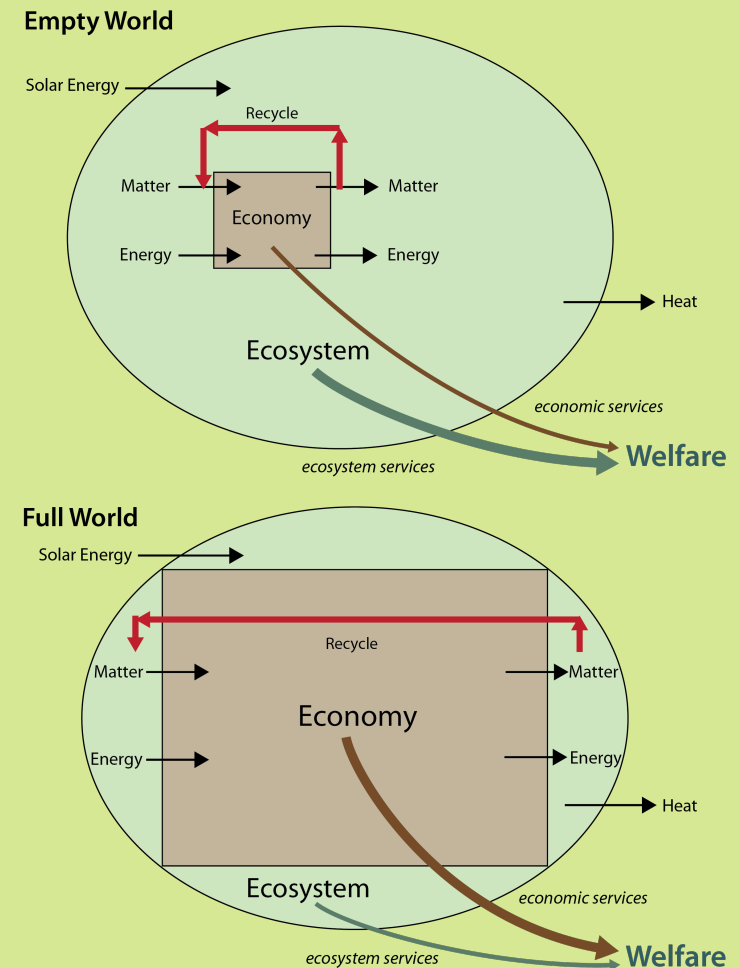 Empty World
Solar Energy
Recycle
Matter
Matter
Economy
Energy
Energy
Heat
Ecosystem
economic services
Welfare
ecosystem services
Full World
Solar Energy
Recycle
Matter
Matter
Economy
Energy
Energy
Heat
Ecosystem
economic services
Welfare
ecosystem services